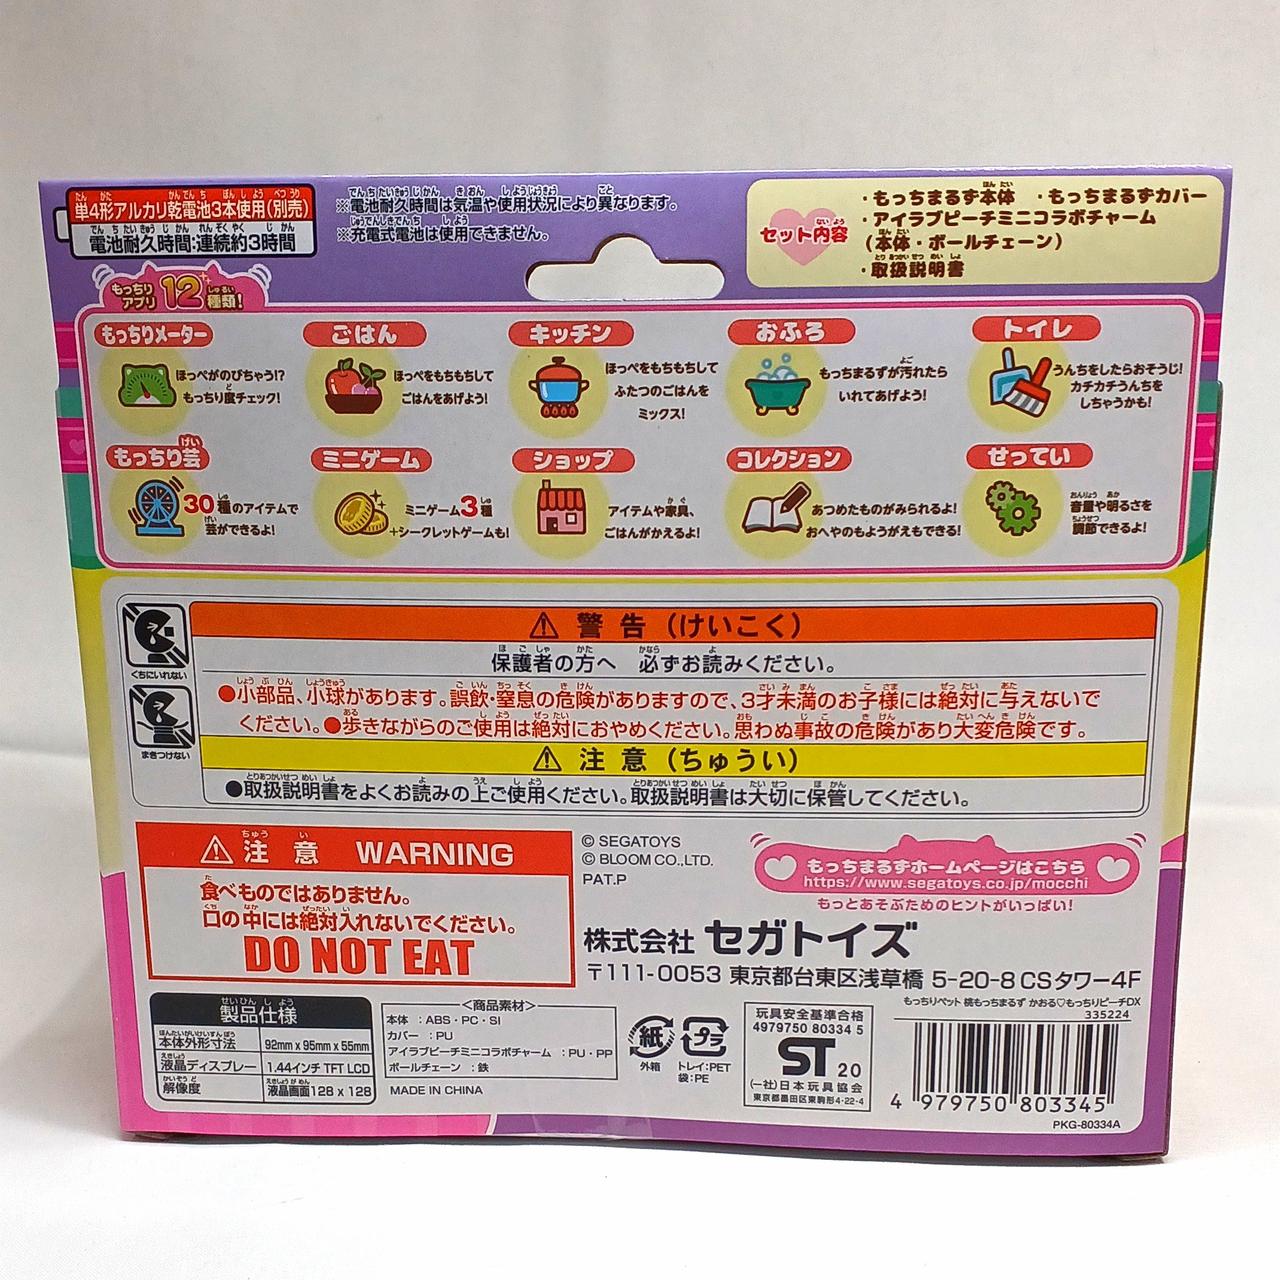 単4形アルカリ乾電池3本使用(別売)
電池耐久時間:連続約3時間
※電池耐久時間は気温や使用状況により異なります。
※充電式電池は使用できません。
セット内容
・もっちまるず本体 ・もっちまるずカバー
・アイラブピーチミニコラボチャーム
(本体・ボールチェーン)
・取扱説明書
もっちりアプリ12種類!
もっちりメーター
ほっぺがのびちゃう!?
もっちり度チェック!
ごはん
ほっぺをもちもちして
ごはんをあげよう!
キッチン
ほっぺをもちもちして
ふたつのごはんを
ミックス!
おふろ
もっちまるずが汚れたら
いれてあげよう!
トイレ
うんちをしたらおそうじ!
カチカチうんちを
しちゃうかも!
もっちり芸
30種のアイテムで
芸ができるよ!
ミニゲーム
ミニゲーム3種
+シークレットゲームも!
ショップ
アイテムや家具、
ごはんがかえるよ!
コレクション
あつめたものがみられるよ!
おへやのもようがえもできる!
せってい
音量や明るさを
調節できるよ!
くちにいれない
まきつけない
⚠ 警告(けいこく)
保護者の方へ 必ずお読みください。
●小部品、小球があります。誤飲・窒息の危険がありますので、3才未満のお子様には絶対に与えないで
ください。●歩きながらのご使用は絶対におやめください。思わぬ事故の危険があり大変危険です。
⚠ 注意(ちゅうい)
●取扱説明書をよくお読みの上ご使用ください。取扱説明書は大切に保管してください。
⚠ 注意 WARNING
食べものではありません。
口の中には絶対入れないでください。
DO NOT EAT
© SEGATOYS
© BLOOM CO.,LTD.
PAT.P
もっちまるずホームページはこちら
https://www.segatoys.co.jp/mocchi
もっとあそぶためのヒントがいっぱい!
株式会社 セガトイズ
〒111-0053 東京都台東区浅草橋 5-20-8 CSタワー4F
もっちりペット 桃もっちまるず かおる♡もっちりピーチDX
335224
製品仕様
本体外形寸法 92mm x 95mm x 55mm
液晶ディスプレー 1.44インチ TFT LCD
解像度 液晶画面128 x 128
<商品素材>
本体 : ABS・PC・SI
カバー : PU
アイラブピーチミニコラボチャーム : PU・PP
ボールチェーン : 鉄
MADE IN CHINA
紙
外箱
プラ
トレイ:PET
袋:PE
玩具安全基準合格
4979750 80334 5
ST 20
(一社)日本玩具協会
東京都墨田区東駒形4-22-4
4 979750 803345
PKG-80334A